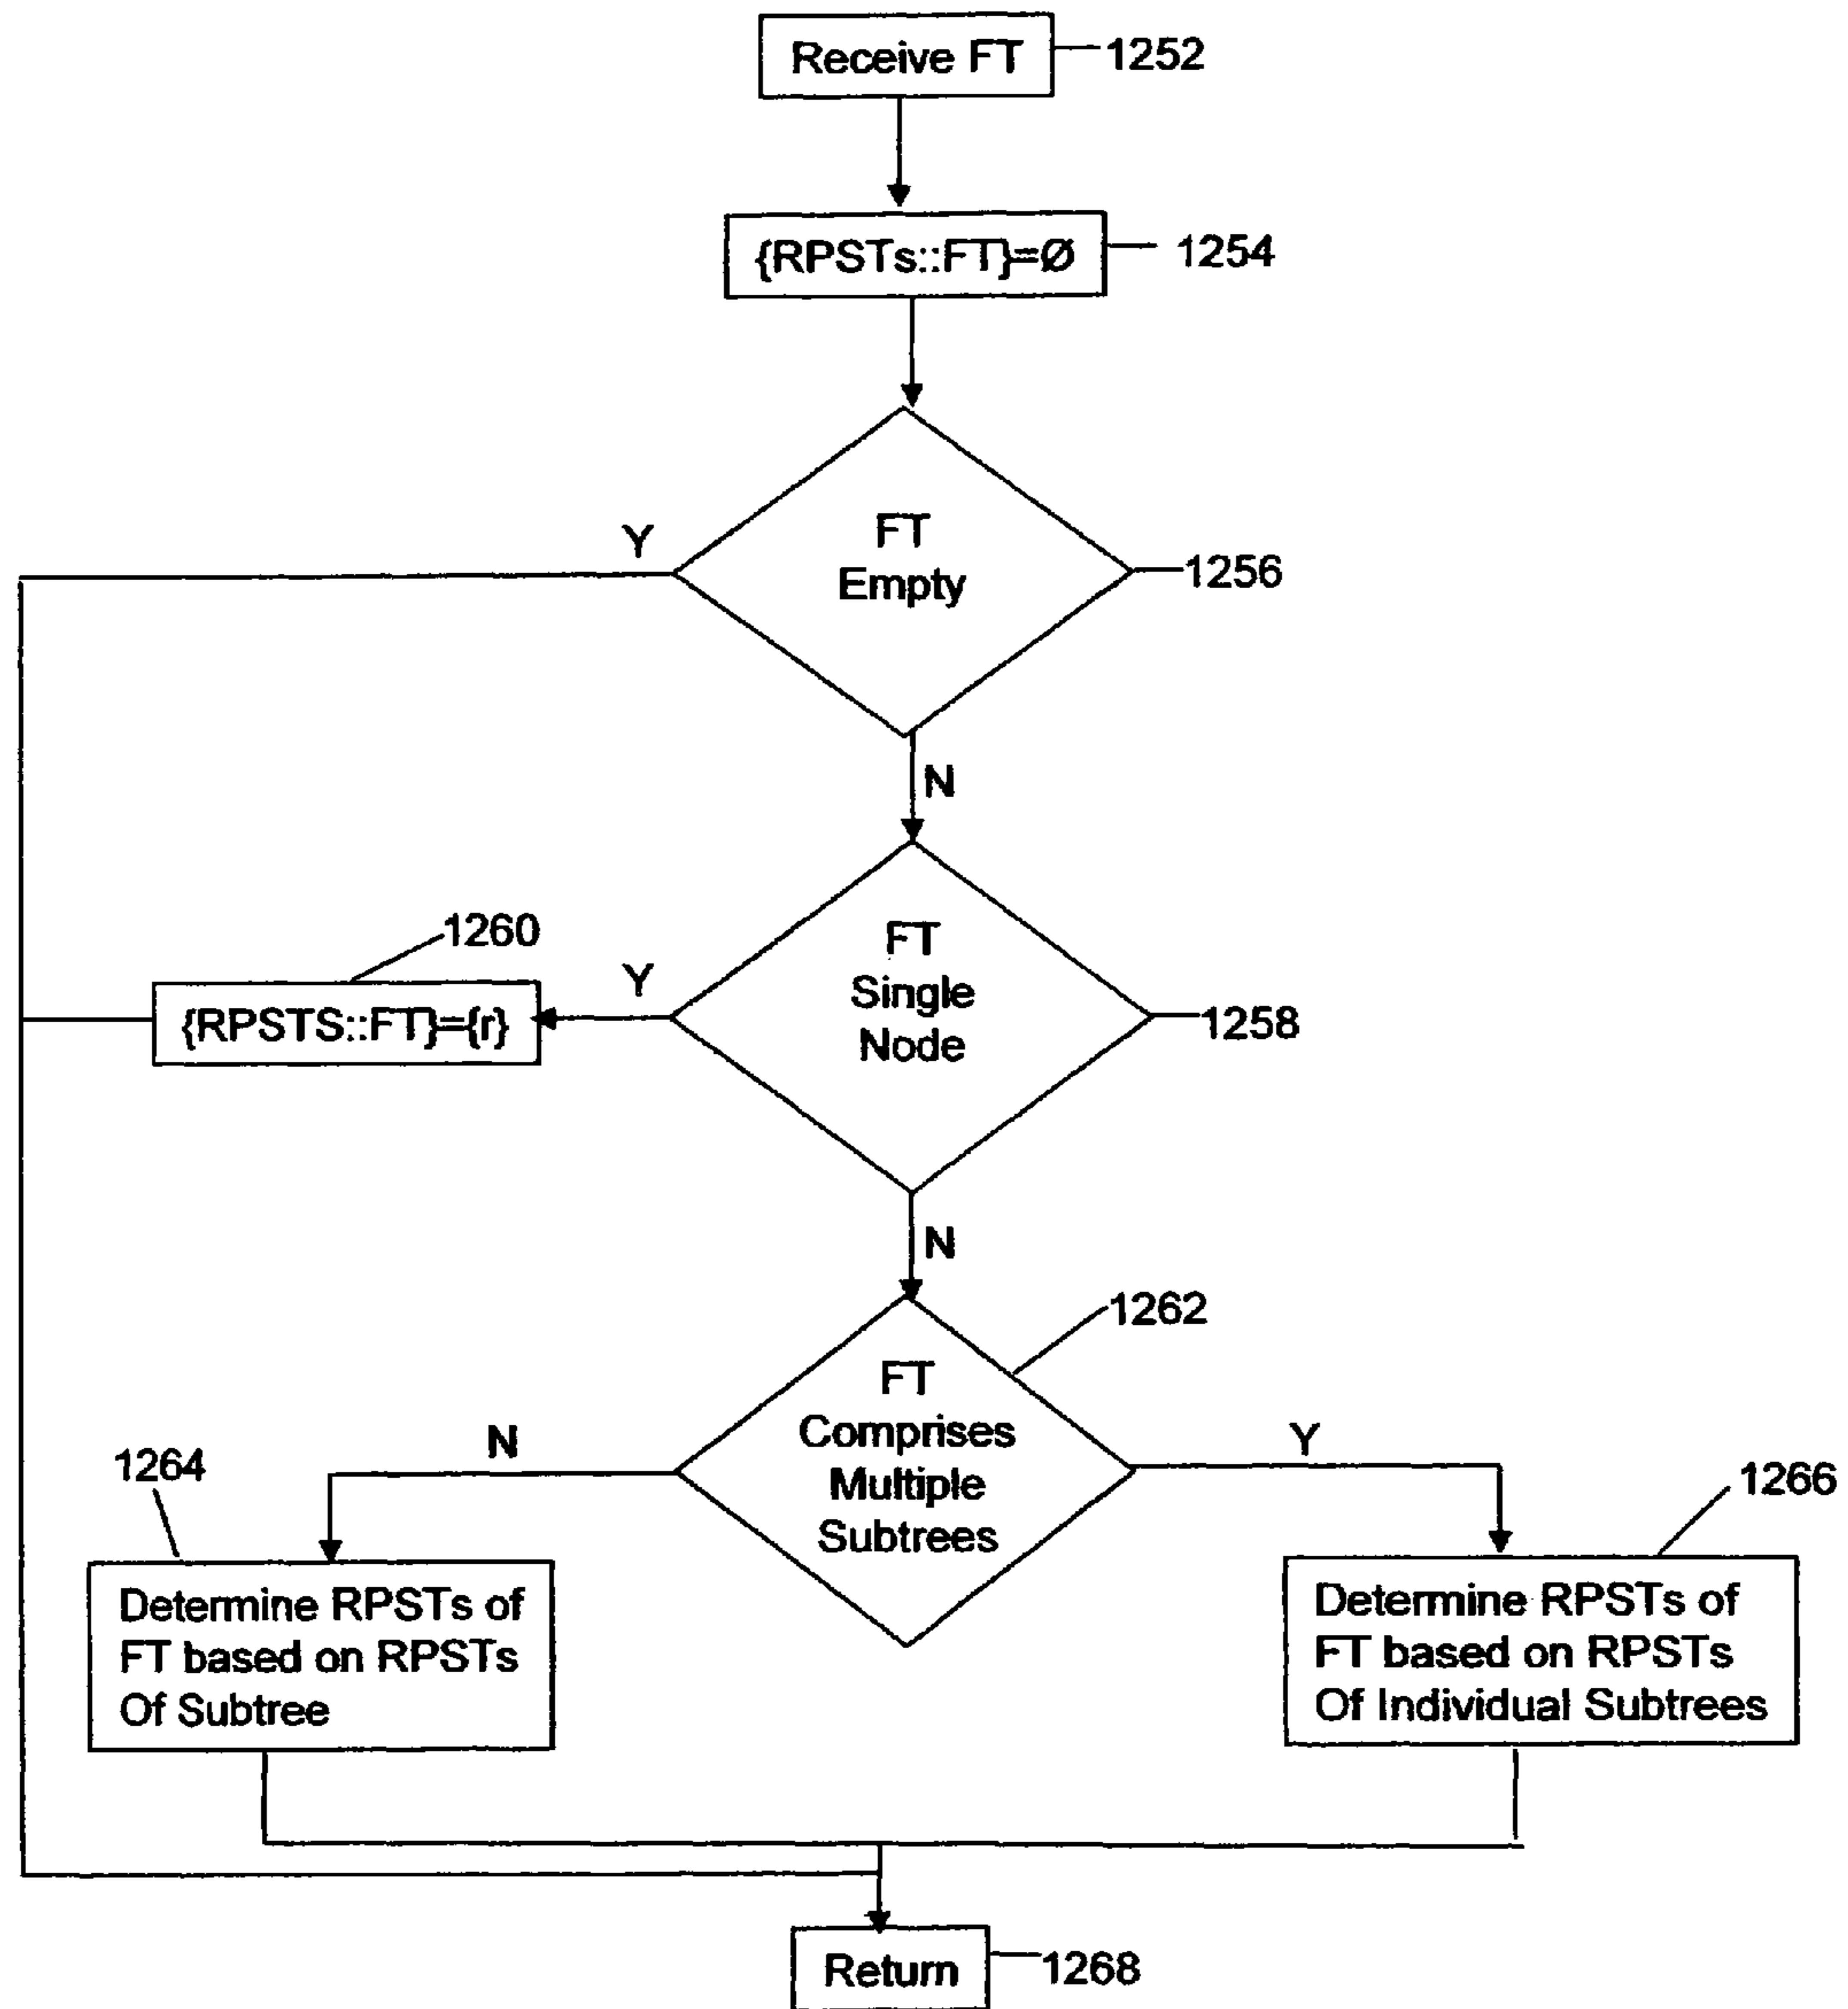 Receive FT
1252
{RPSTs::FT}=Ø
1254
FT
Empty
1256
Y
N
FT
Single
Node
1258
Y
1260
{RPSTS::FT}={r}
N
1262
FT
Comprises
Multiple
Subtrees
N
Y
1264
Determine RPSTs of
FT based on RPSTs
Of Subtree
1266
Determine RPSTs of
FT based on RPSTs
Of Individual Subtrees
Return
1268